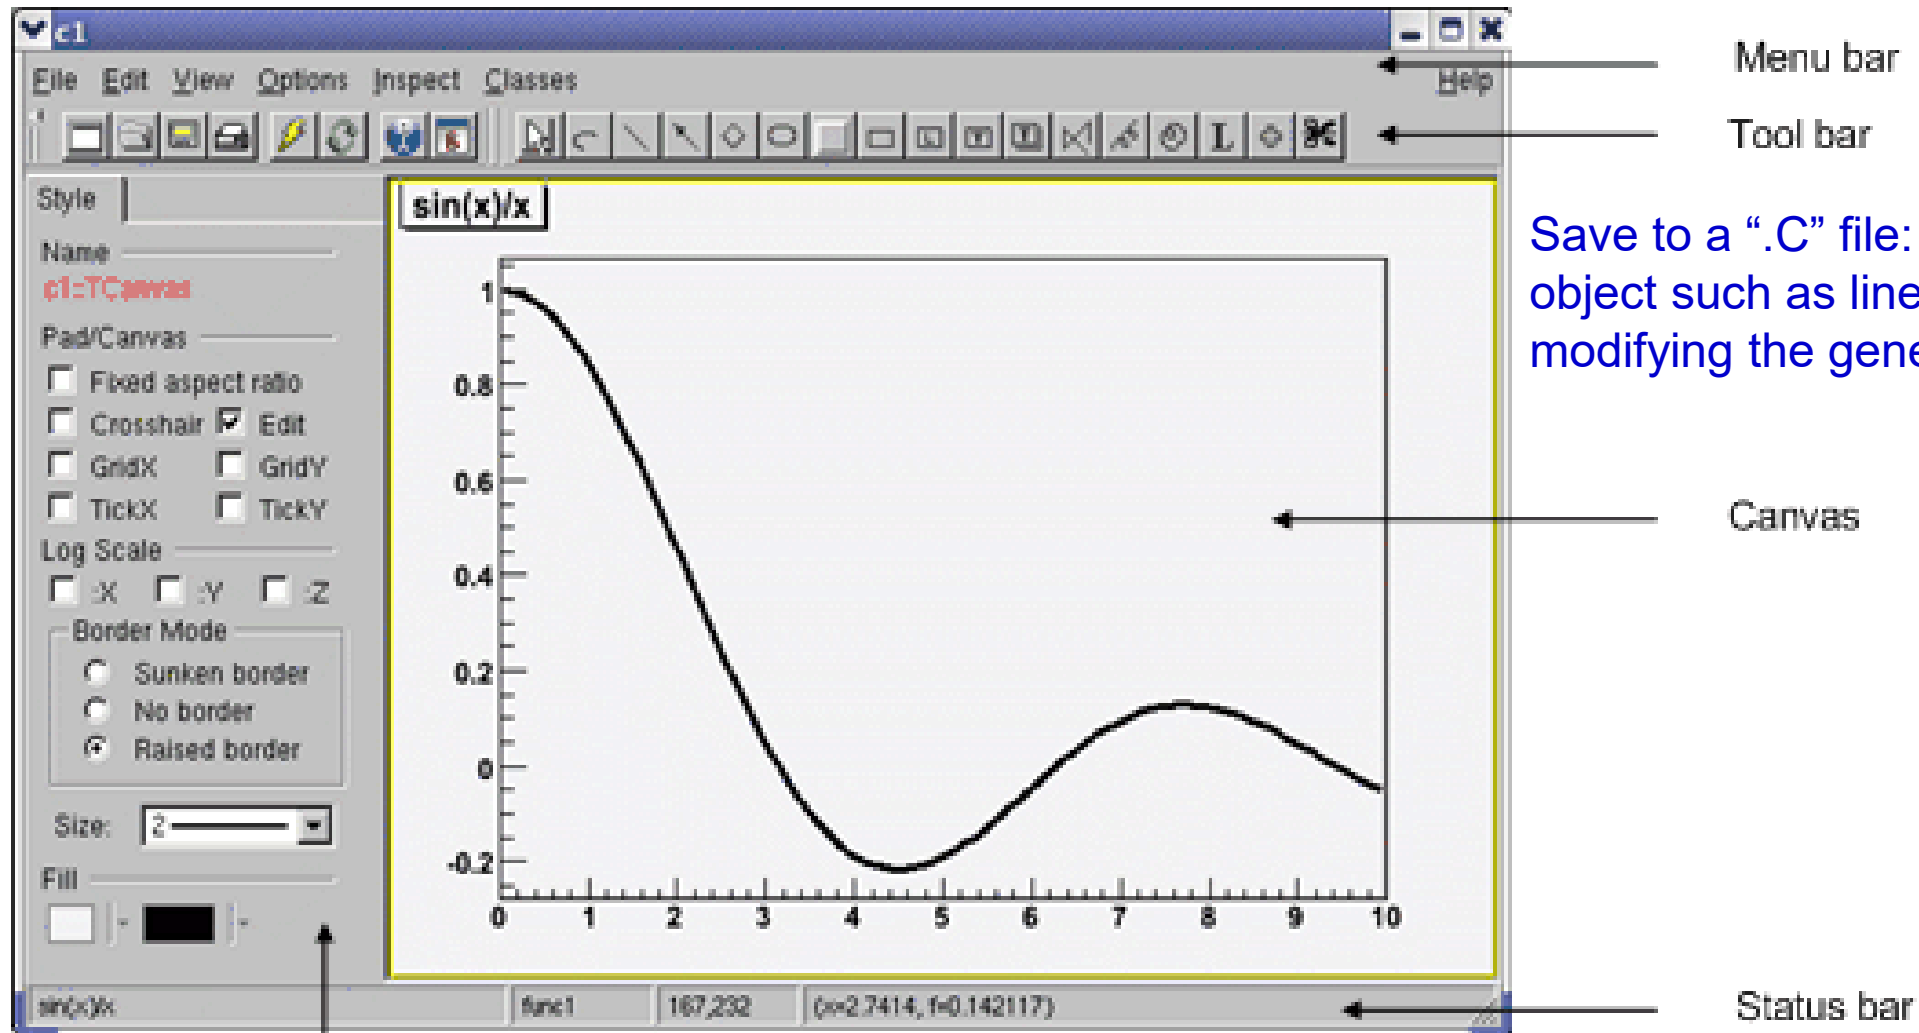 c1
File Edit View Options Inspect Classes Help
Menu bar
L
Tool bar
Style
sin(x)/x
Name
c1::TCanvas
Pad/Canvas
Fixed aspect ratio
Crosshair Edit
GridX GridY
TickX TickY
Log Scale
:X :Y :Z
Border Mode
Sunken border
No border
Raised border
Size: 2
Fill
1
0.8
0.6
0.4
0.2
0
-0.2
0 1 2 3 4 5 6 7 8 9 10
Save to a “.C” file:
object such as line
modifying the gene
Canvas
sin(x)/x func1 167,232 (x=2.7414, f=0.142117)
Status bar